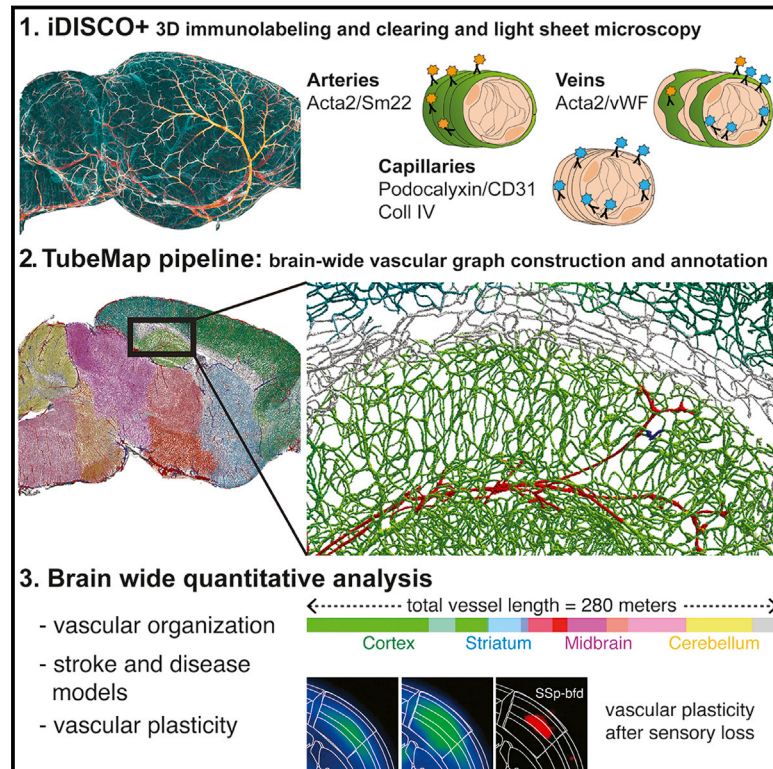 1. iDISCO+ 3D immunolabeling and clearing and light sheet microscopy
Arteries
Acta2/Sm22
Veins
Acta2/vWF
Capillaries
Podocalyxin/CD31
Coll IV
2. TubeMap pipeline: brain-wide vascular graph construction and annotation
3. Brain wide quantitative analysis
- vascular organization
- stroke and disease
models
- vascular plasticity
total vessel length = 280 meters
Cortex Striatum Midbrain Cerebellum
SSp-bfd
vascular plasticity
after sensory loss